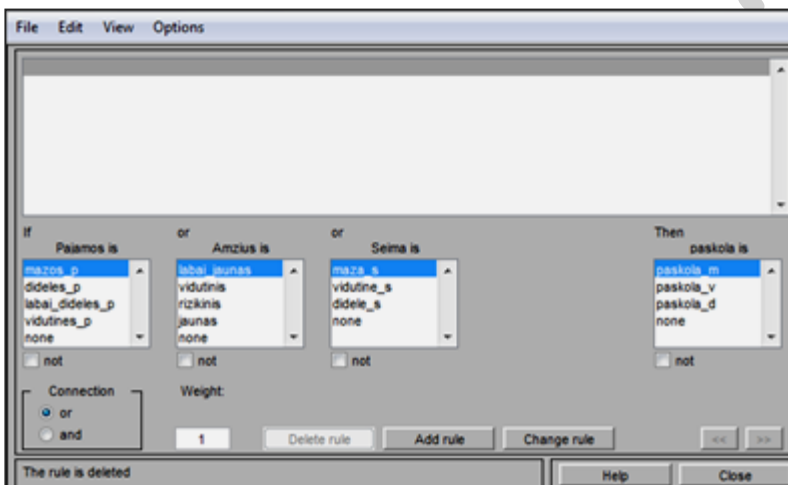 File Edit View Options
If or or Then
Pajamos is Amzius is Seima is paskola is
mazos_p labai_jaunas maza_s paskola_m
dideles_p vidutinis vidutine_s paskola_v
labai_dideles_p rizikinis didele_s paskola_d
vidutines_p jaunas none none
none none
not not not not
Connection Weight:
or
and 1 Delete rule Add rule Change rule << >>
The rule is deleted Help Close